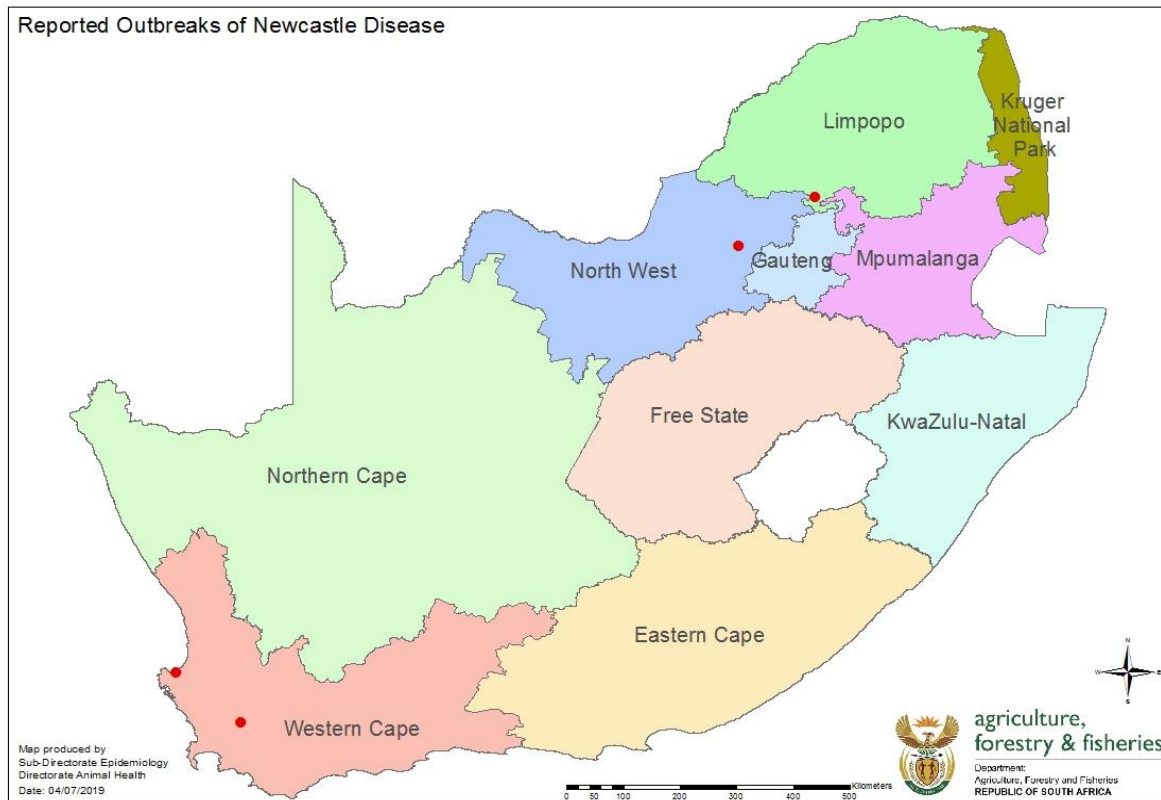 Reported Outbreaks of Newcastle Disease
Limpopo
Kruger
National
Park
North West
Gauteng
Mpumalanga
Free State
KwaZulu-Natal
Northern Cape
Eastern Cape
Western Cape
N
W
E
S
Map produced by
Sub-Directorate Epidemiology
Directorate Animal Health
Date: 04/07/2019
Kilometers
0 50 100 200 300 400 500
agriculture,
forestry & fisheries
Department:
Agriculture, Forestry and Fisheries
REPUBLIC OF SOUTH AFRICA